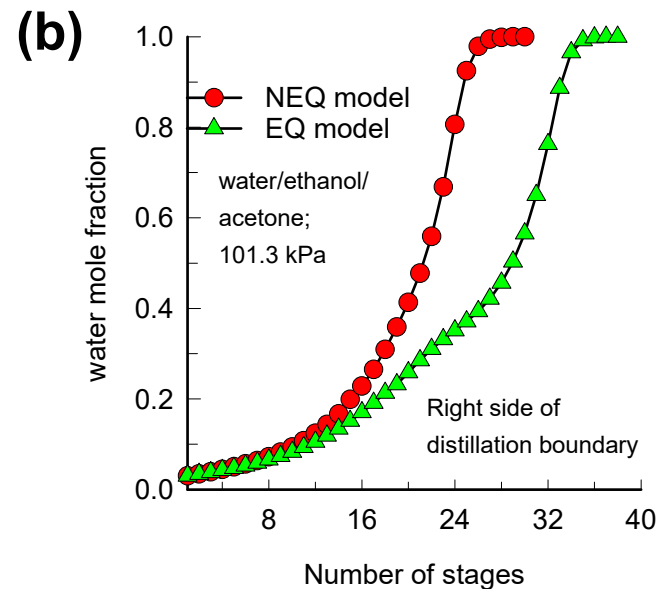 (b)
1.0
0.8
0.6
0.4
0.2
0.0
water mole fraction
NEQ model
EQ model
water/ethanol/
acetone;
101.3 kPa
Right side of
distillation boundary
8 16 24 32 40
Number of stages